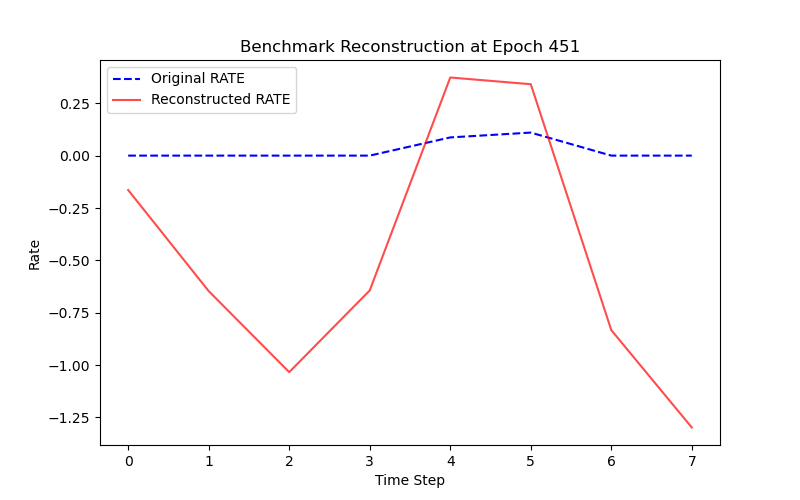 Benchmark Reconstruction at Epoch 451
Original RATE
Reconstructed RATE
0.25
0.00
−0.25
−0.50
−0.75
−1.00
−1.25
Rate
0 1 2 3 4 5 6 7
Time Step